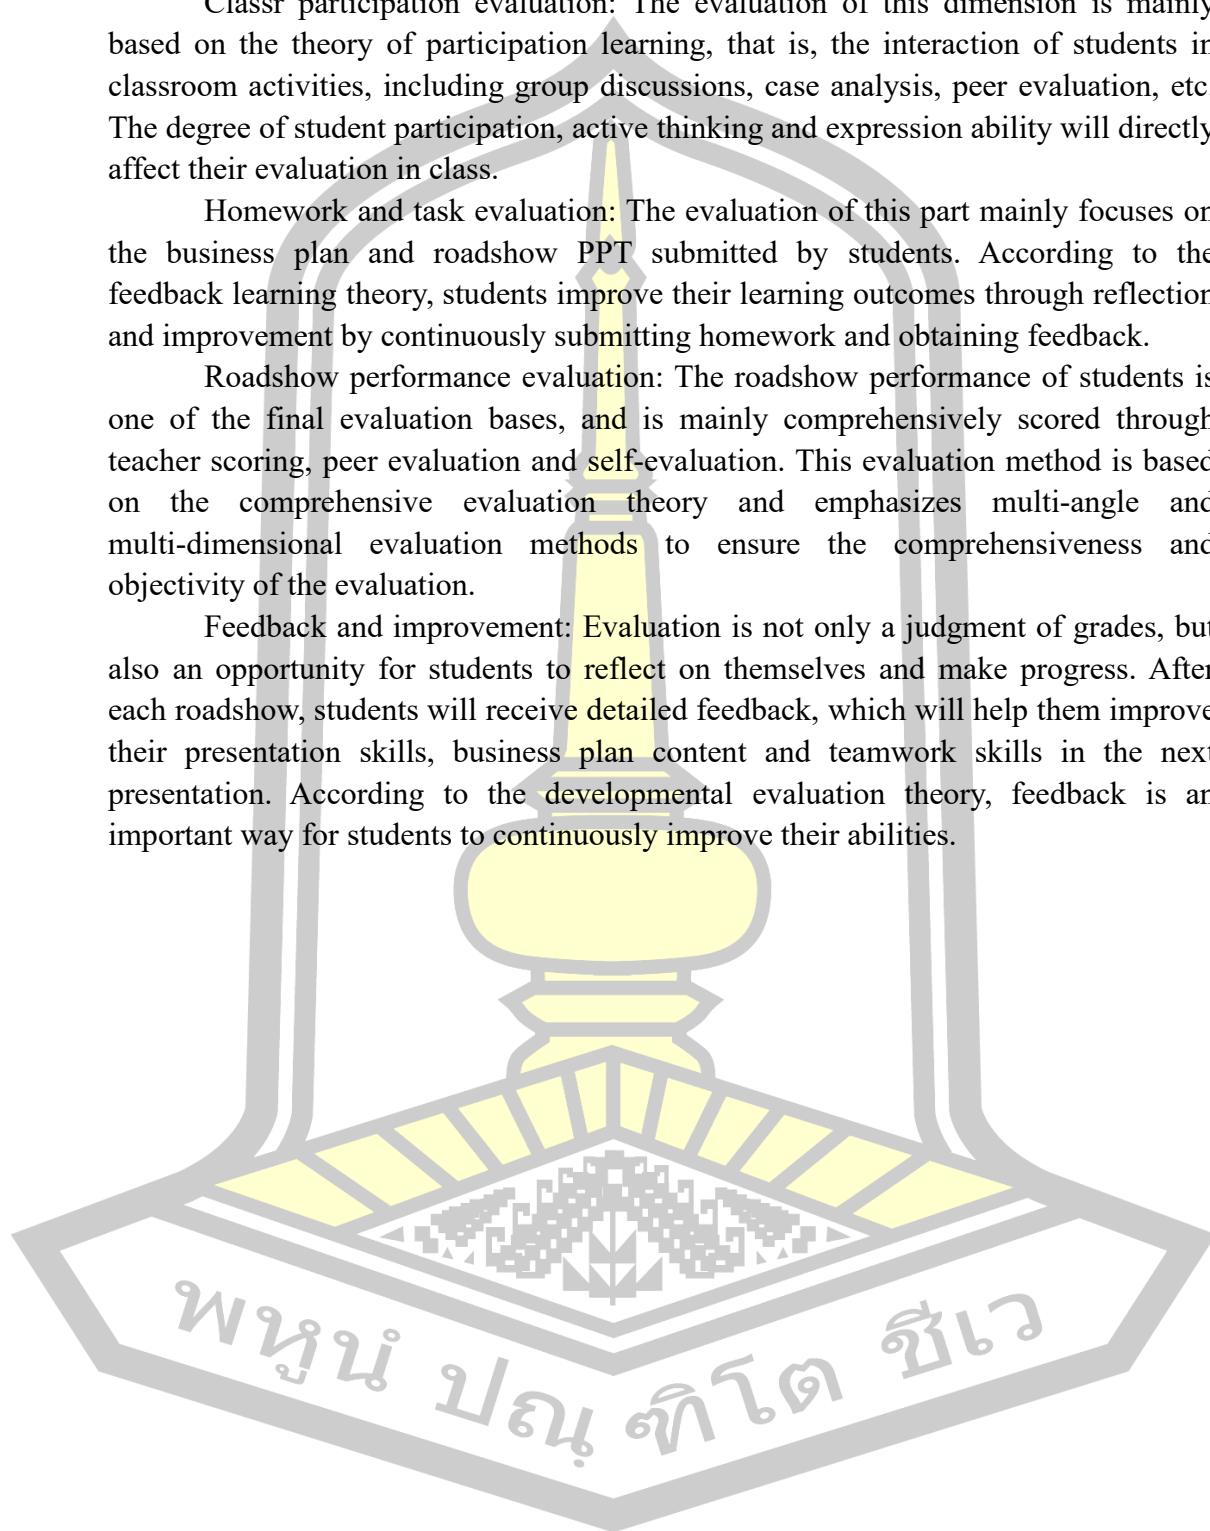 Classr participation evaluation: The evaluation of this dimension is mainly
based on the theory of participation learning, that is, the interaction of students in
classroom activities, including group discussions, case analysis, peer evaluation, etc.
The degree of student participation, active thinking and expression ability will directly
affect their evaluation in class.
Homework and task evaluation: The evaluation of this part mainly focuses on
the business plan and roadshow PPT submitted by students. According to the
feedback learning theory, students improve their learning outcomes through reflection
and improvement by continuously submitting homework and obtaining feedback.
Roadshow performance evaluation: The roadshow performance of students is
one of the final evaluation bases, and is mainly comprehensively scored through
teacher scoring, peer evaluation and self-evaluation. This evaluation method is based
on the comprehensive evaluation theory and emphasizes multi-angle and
multi-dimensional evaluation methods to ensure the comprehensiveness and
objectivity of the evaluation.
Feedback and improvement: Evaluation is not only a judgment of grades, but
also an opportunity for students to reflect on themselves and make progress. After
each roadshow, students will receive detailed feedback, which will help them improve
their presentation skills, business plan content and teamwork skills in the next
presentation. According to the developmental evaluation theory, feedback is an
important way for students to continuously improve their abilities.
พหูนํ ปณฺฑิโต ชีเว